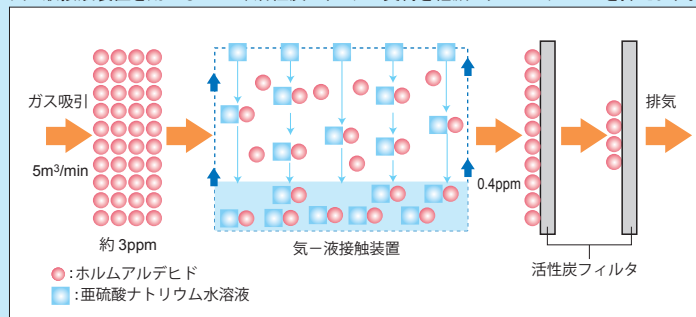 ガス吸引
5m³/min
約 3ppm
気－液接触装置
0.4ppm
排気
活性炭フィルタ
:ホルムアルデヒド
:亜硫酸ナトリウム水溶液